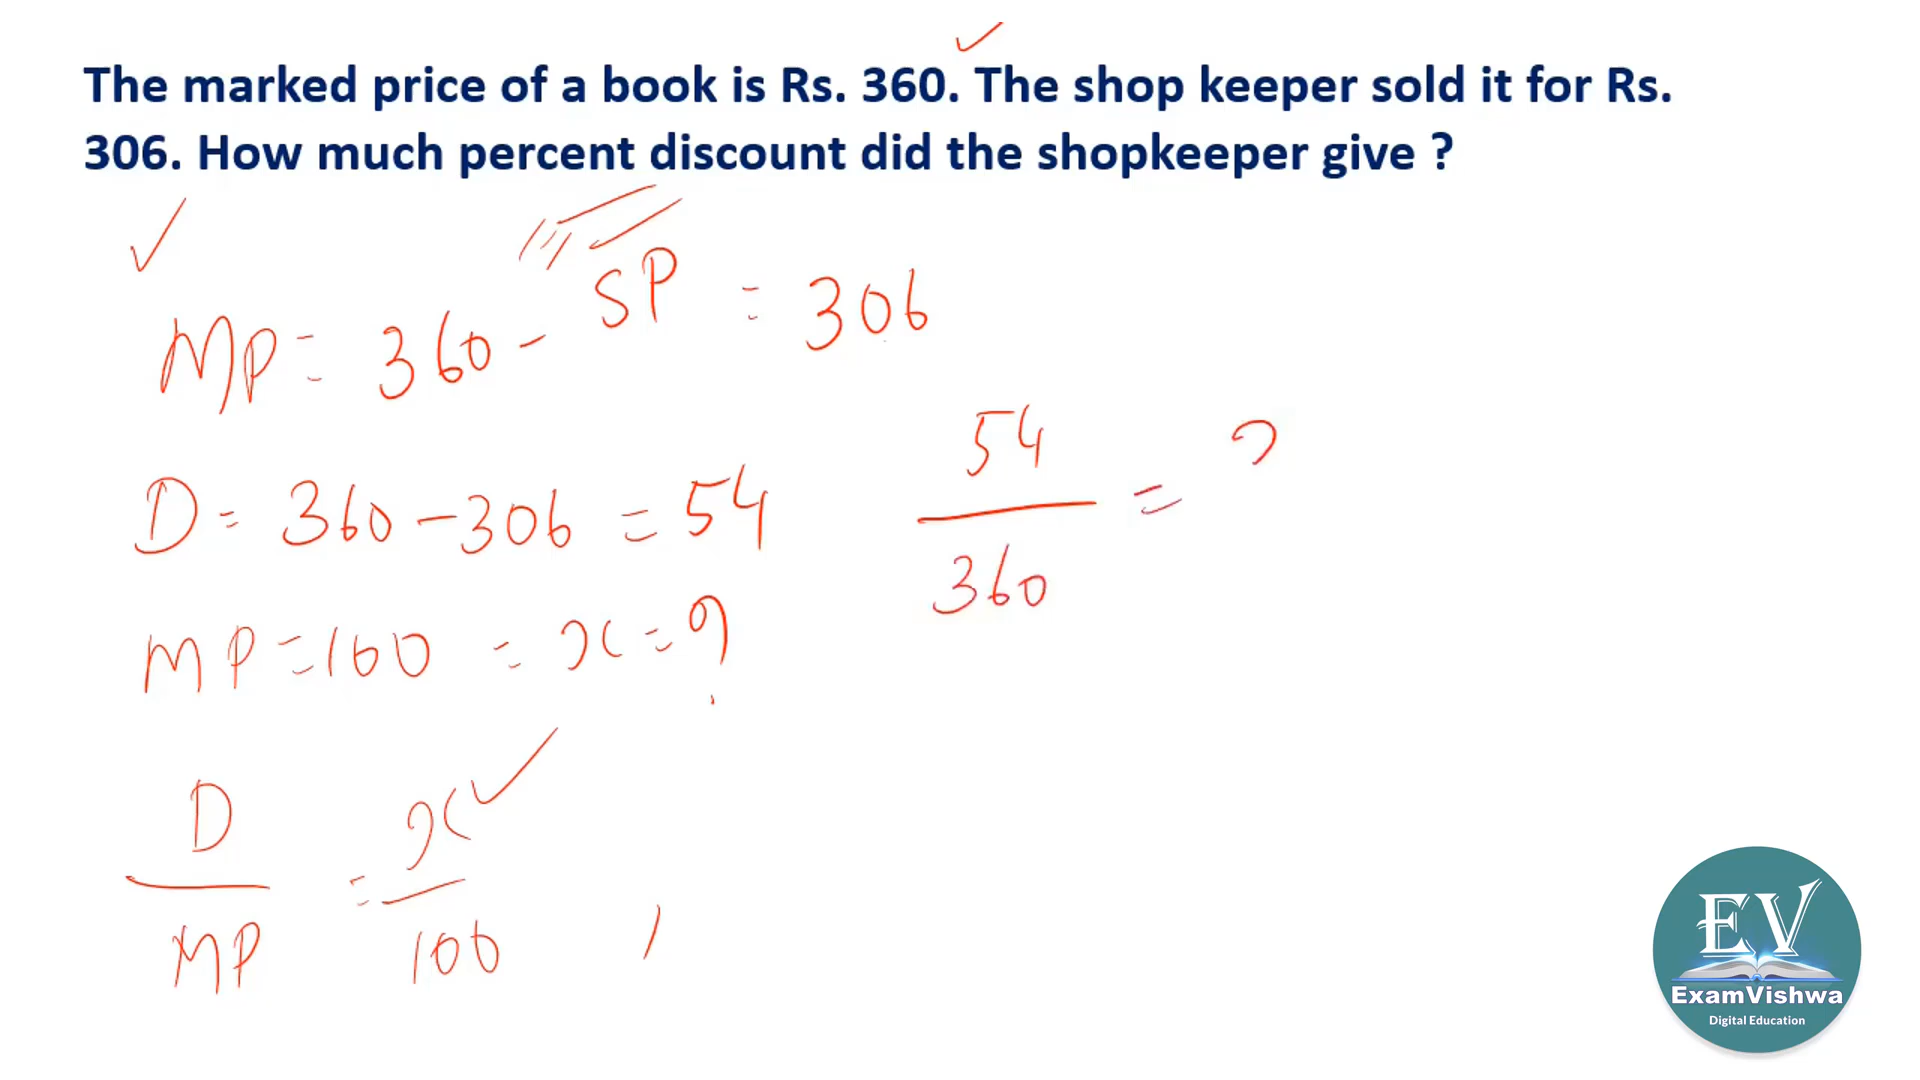 The marked price of a book is Rs. 360. The shop keeper sold it for Rs.
306. How much percent discount did the shopkeeper give ?
MP = 360 - SP = 306
D = 360 - 306 = 54
54
360
=
MP = 100 = x = ?
D
MP
=
x
100
EV
ExamVishwa
Digital Education